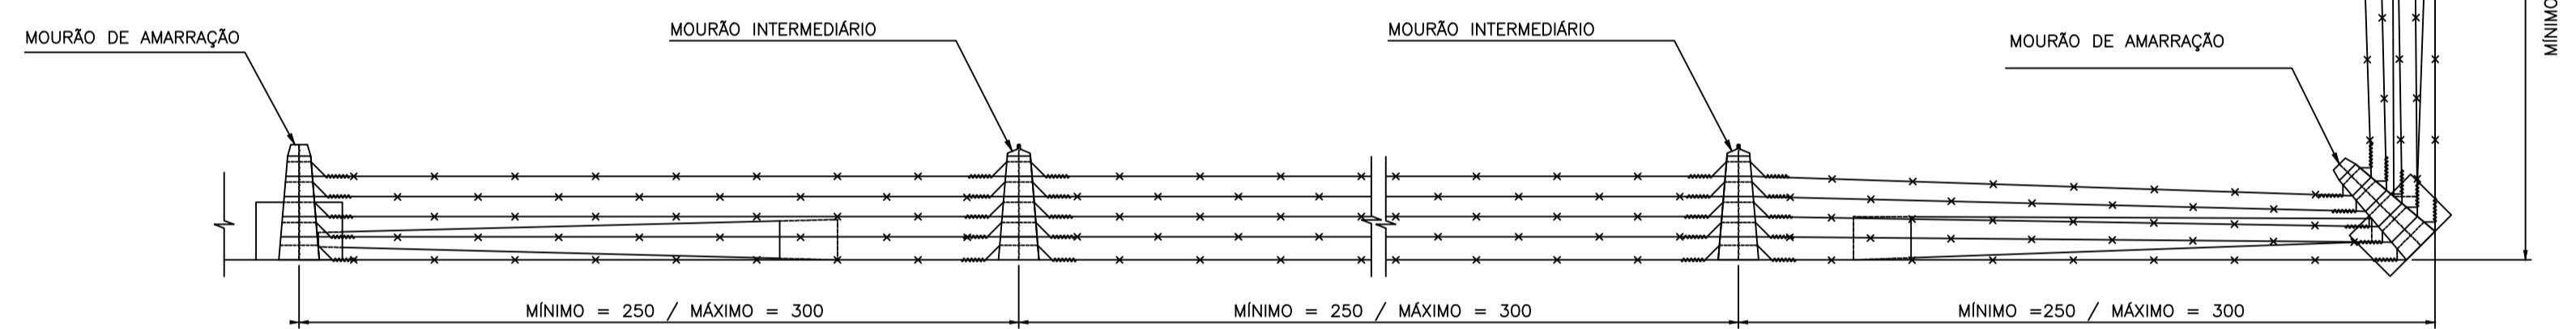 MOURÃO DE AMARRAÇÃO
MOURÃO INTERMEDIÁRIO
MOURÃO INTERMEDIÁRIO
MOURÃO DE AMARRAÇÃO
MÍNIMO
MÍNIMO = 250 / MÁXIMO = 300
MÍNIMO = 250 / MÁXIMO = 300
MÍNIMO =250 / MÁXIMO = 300